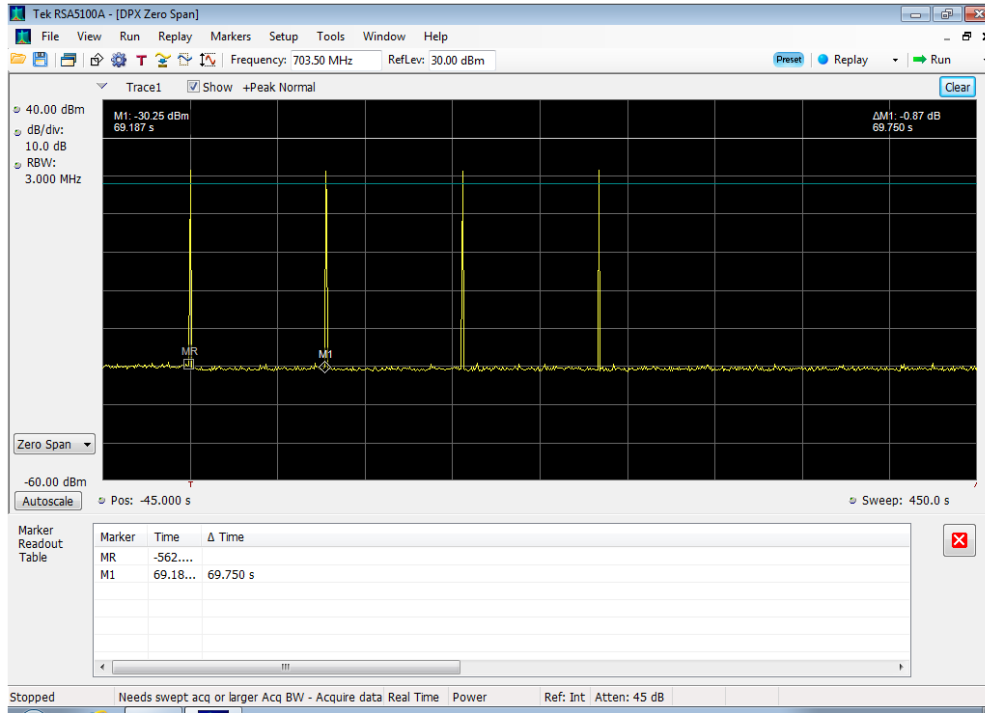 Tek RSA5100A - [DPX Zero Span]
File View Run Replay Markers Setup Tools Window Help
T Frequency: 703.50 MHz RefLev: 30.00 dBm Preset Replay Run
Trace1 Show +Peak Normal Clear
40.00 dBm
dB/div:
10.0 dB
RBW:
3.000 MHz
M1: -30.25 dBm
69.187 s
ΔM1: -0.87 dB
69.750 s
MR
M1
Zero Span
-60.00 dBm
T
Autoscale Pos: -45.000 s Sweep: 450.0 s
Marker
Readout
Table
Marker Time Δ Time
MR -562....
M1 69.18... 69.750 s
Stopped Needs swept acq or larger Acq BW - Acquire data Real Time Power Ref: Int Atten: 45 dB